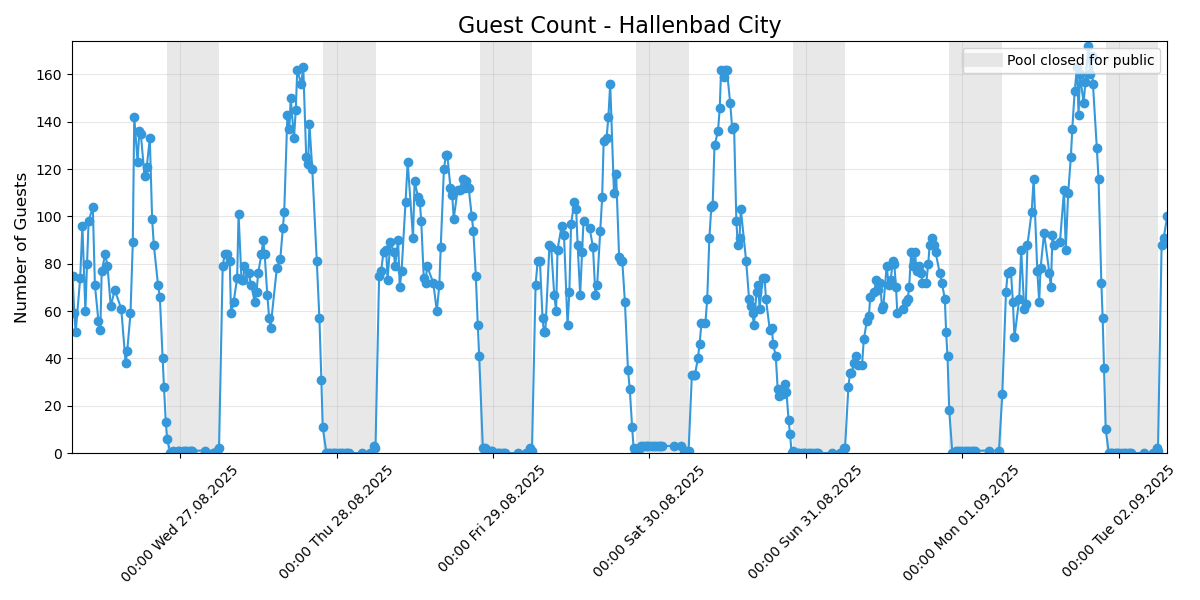 Guest Count - Hallenbad City
Pool closed for public
Number of Guests
160
140
120
100
80
60
40
20
0
00:00 Wed 27.08.2025
00:00 Thu 28.08.2025
00:00 Fri 29.08.2025
00:00 Sat 30.08.2025
00:00 Sun 31.08.2025
00:00 Mon 01.09.2025
00:00 Tue 02.09.2025